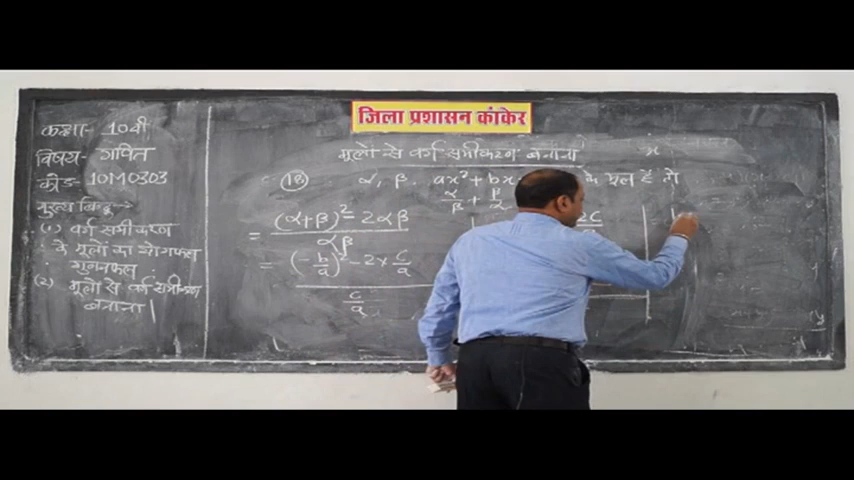 जिला प्रशासन कांकेर
कक्षा- 10वी
विषय- गणित
कोड- 10M0303
मुख्य बिन्दु →
(1) वर्ग समीकरण
के मूलों का योगफल
गुणनफल
(2) मूलों से वर्ग समीकरण
बनाना।
मूलों से वर्ग समीकरण बनाना
α, β. ax² + bx के मूल है तो
α/β + β/α
= ((α+β)² - 2αβ)/(αβ)
= ((-b/a)² - 2 × c/a)/(c/a)
2C